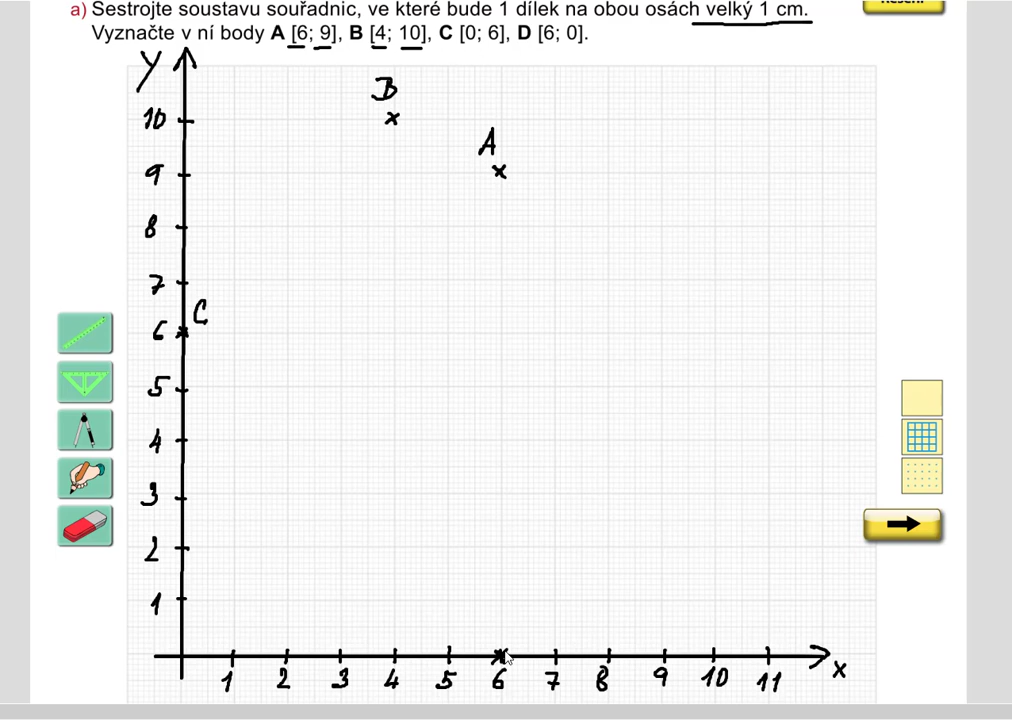 a) Sestrojte soustavu souřadnic, ve které bude 1 dílek na obou osách velký 1 cm.
Vyznačte v ní body A [6; 9], B [4; 10], C [0; 6], D [6; 0].
y
B
10
A
9
8
7
C
6
5
4
3
2
1
1 2 3 4 5 6 7 8 9 10 11 x